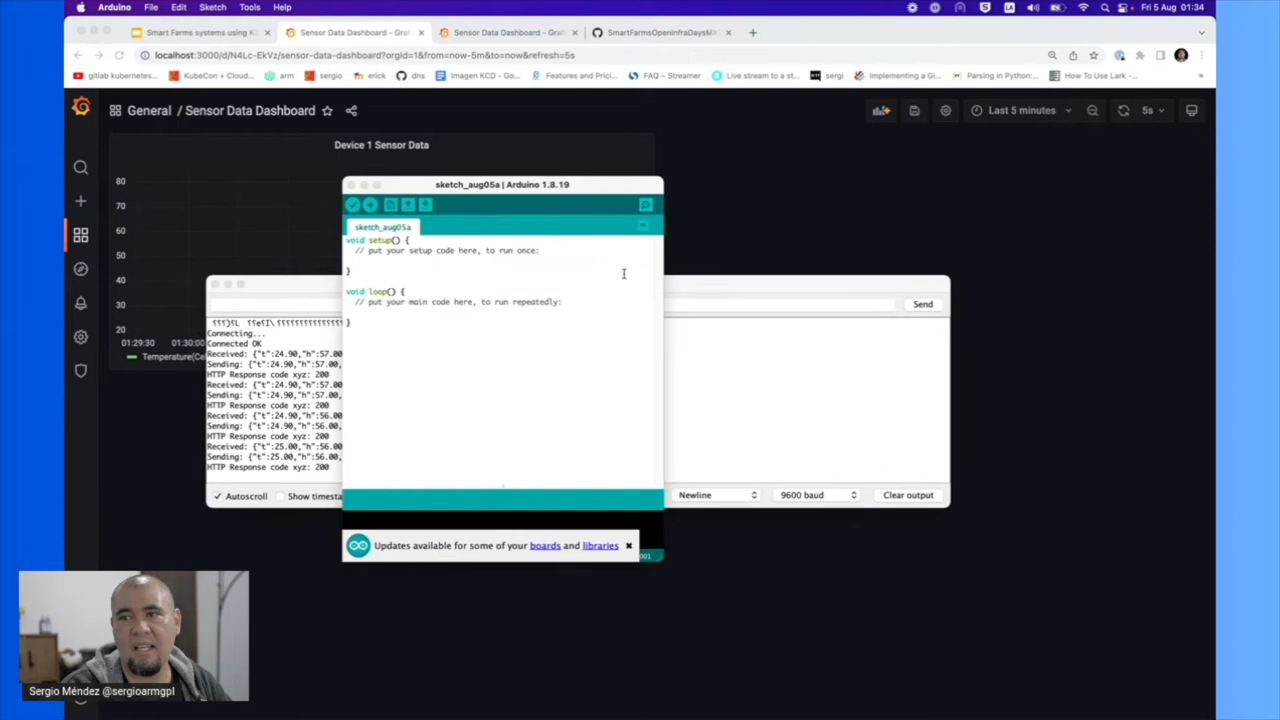 Arduino File Edit Sketch Tools Help
Fri 5 Aug 01:34
Smart Farms systems using K3
Sensor Data Dashboard - Grafa
Sensor Data Dashboard - Grafa
SmartFarmsOpenInfraDaysMX
localhost:3000/d/N4Lc-EkVz/sensor-data-dashboard?orgId=1&from=now-5m&to=now&refresh=5s
gitlab kubernetes... KubeCon + Cloud... arm sergio erick dns Imagen KCD - Go... Features and Prici... FAQ – Streamer Live stream to a st... sergi Implementing a Gi... Parsing in Python:... How To Use Lark -...
General / Sensor Data Dashboard
Last 5 minutes
5s
Device 1 Sensor Data
80
70
60
50
40
30
20
01:29:30 01:30:00
Temperature(Ce
sketch_aug05a | Arduino 1.8.19
sketch_aug05a
void setup() {
// put your setup code here, to run once:
}
void loop() {
// put your main code here, to run repeatedly:
}
Updates available for some of your boards and libraries
Send
Connecting...
Connected OK
Received: {"t":24.90,"h":57.00
Sending: {"t":24.90,"h":57.00,
HTTP Response code xyz: 200
Received: {"t":24.90,"h":57.00
Sending: {"t":24.90,"h":57.00,
HTTP Response code xyz: 200
Received: {"t":24.90,"h":56.00
Sending: {"t":24.90,"h":56.00,
HTTP Response code xyz: 200
Received: {"t":25.00,"h":56.00
Sending: {"t":25.00,"h":56.00,
HTTP Response code xyz: 200
Autoscroll Show timesta
Newline
9600 baud
Clear output
Sergio Méndez @sergioarmgpl